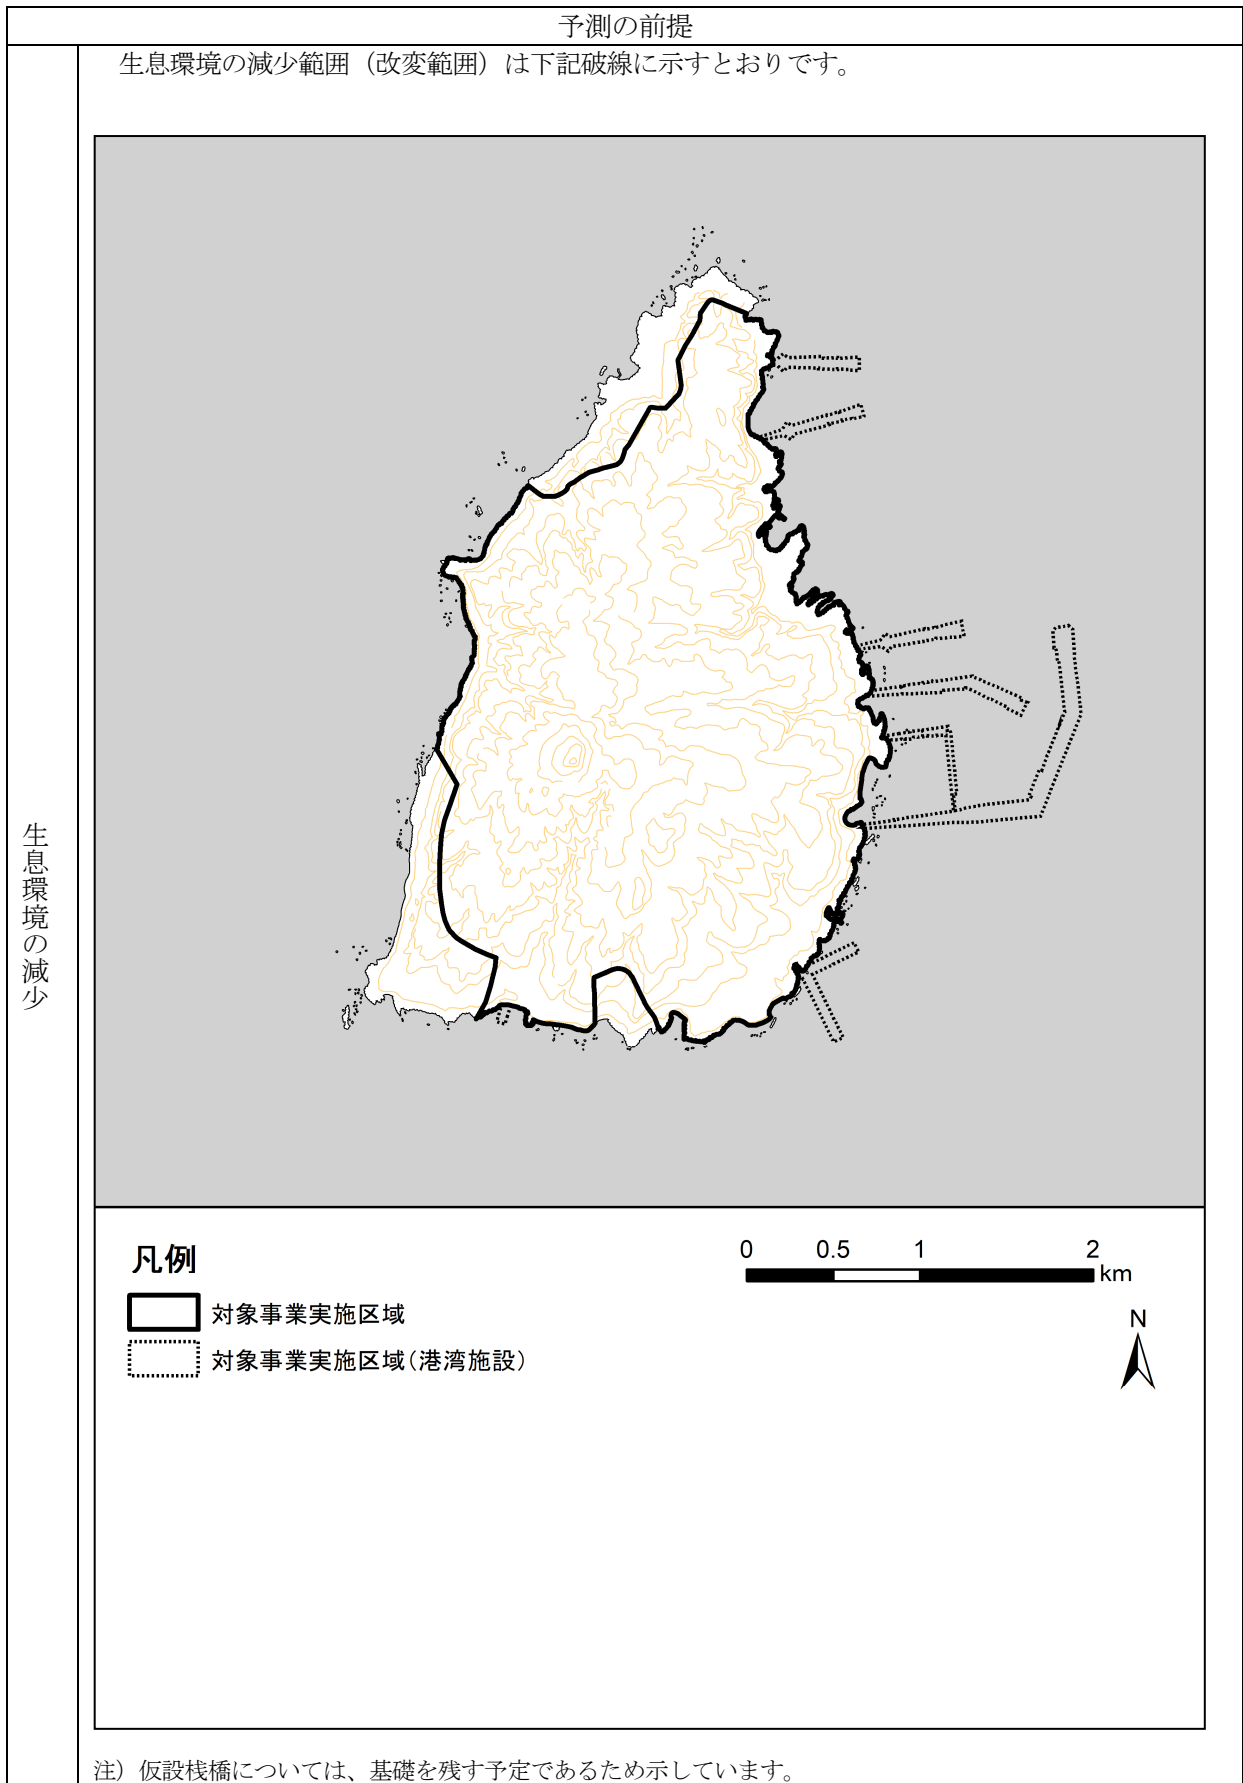 予測の前提
生息環境の減少
生息環境の減少範囲（改変範囲）は下記破線に示すとおりです。
凡例
対象事業実施区域
対象事業実施区域（港湾施設）
0 0.5 1 2
km
N
注）仮設桟橋については、基礎を残す予定であるため示しています。